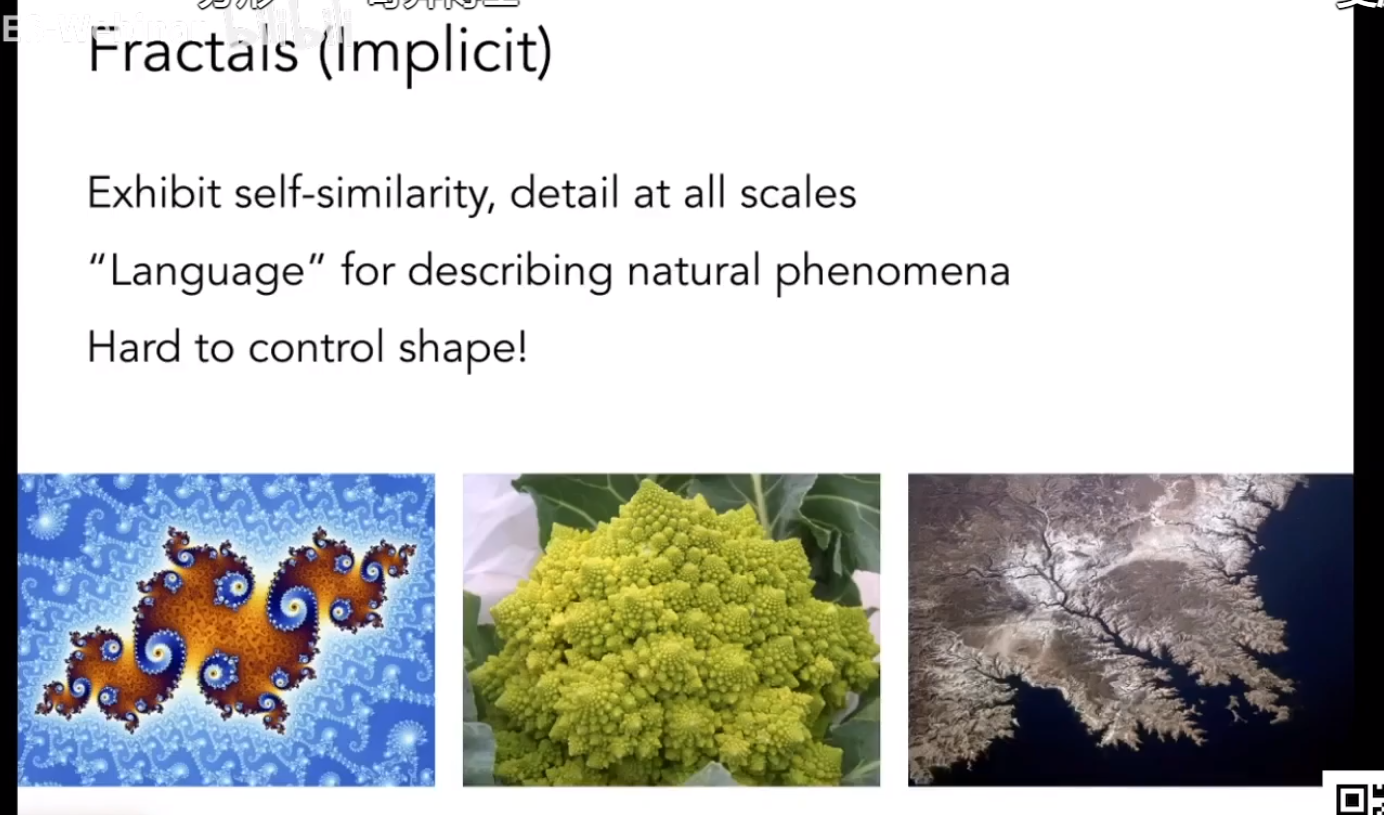 Fractals (Implicit)
Exhibit self-similarity, detail at all scales
“Language” for describing natural phenomena
Hard to control shape!